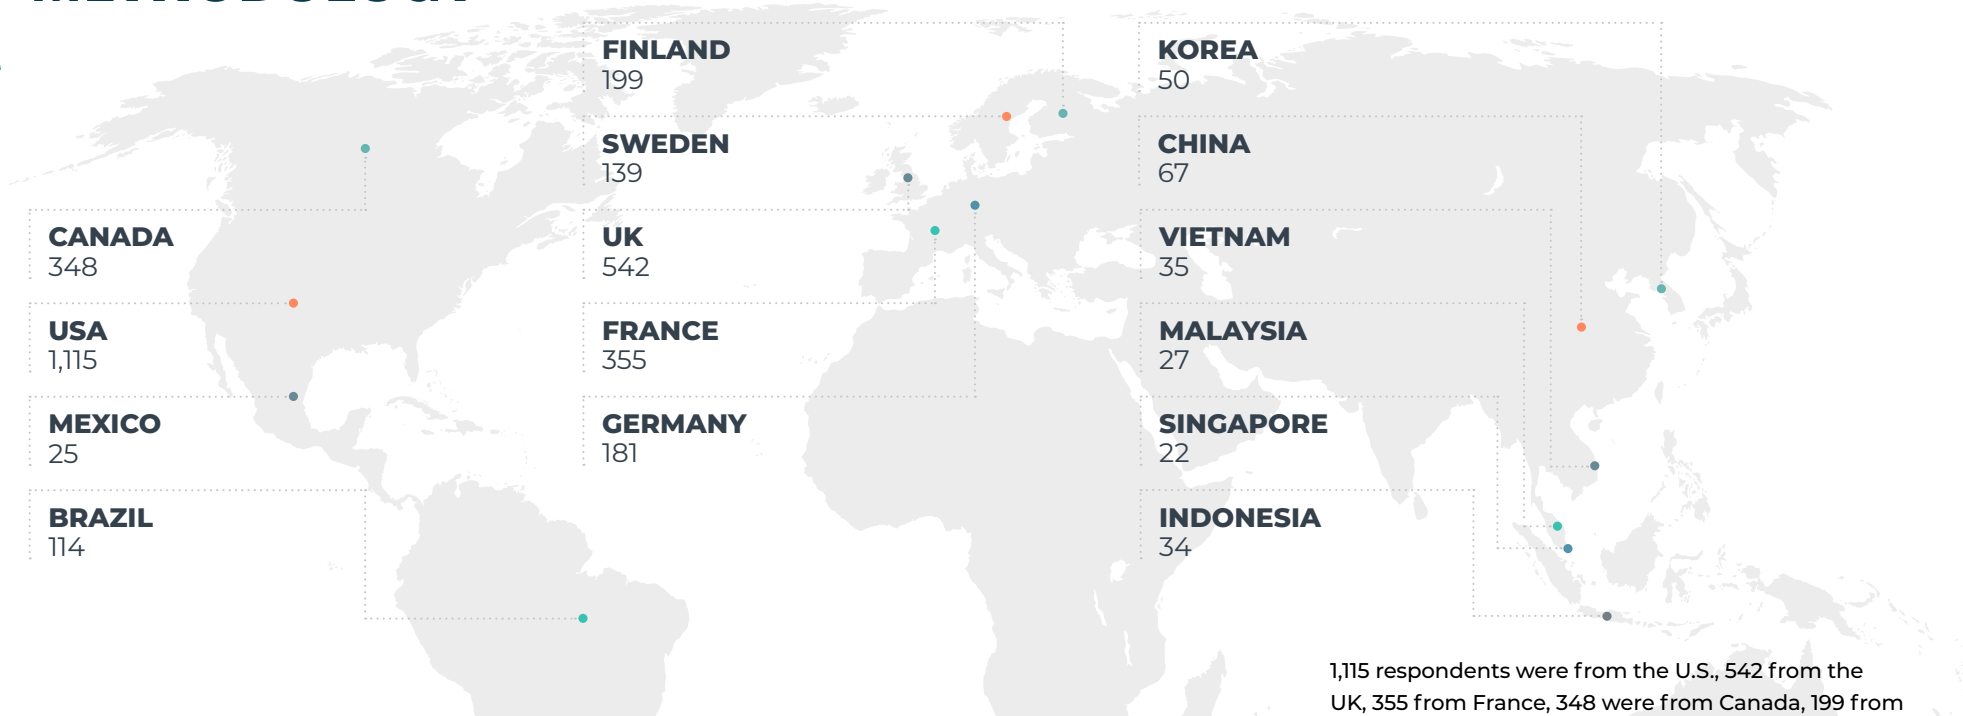 METHODOLOGY
CANADA
348
USA
1,115
MEXICO
25
BRAZIL
114
FINLAND
199
SWEDEN
139
UK
542
FRANCE
355
GERMANY
181
KOREA
50
CHINA
67
VIETNAM
35
MALAYSIA
27
SINGAPORE
22
INDONESIA
34
1,115 respondents were from the U.S., 542 from the
UK, 355 from France, 348 were from Canada, 199 from